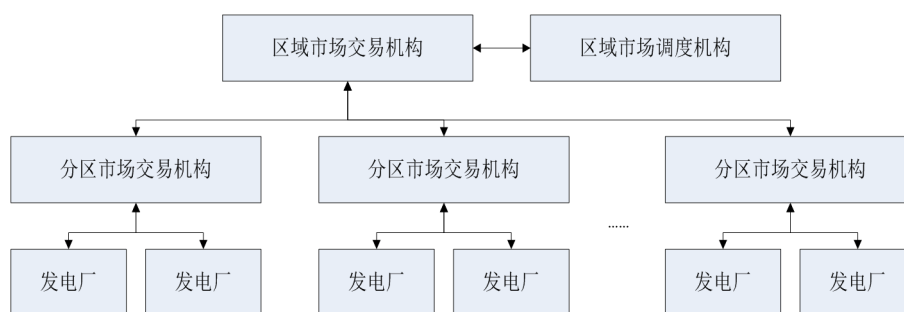 区域市场交易机构
区域市场调度机构
分区市场交易机构
分区市场交易机构
分区市场交易机构
......
发电厂
发电厂
发电厂
发电厂
发电厂
发电厂